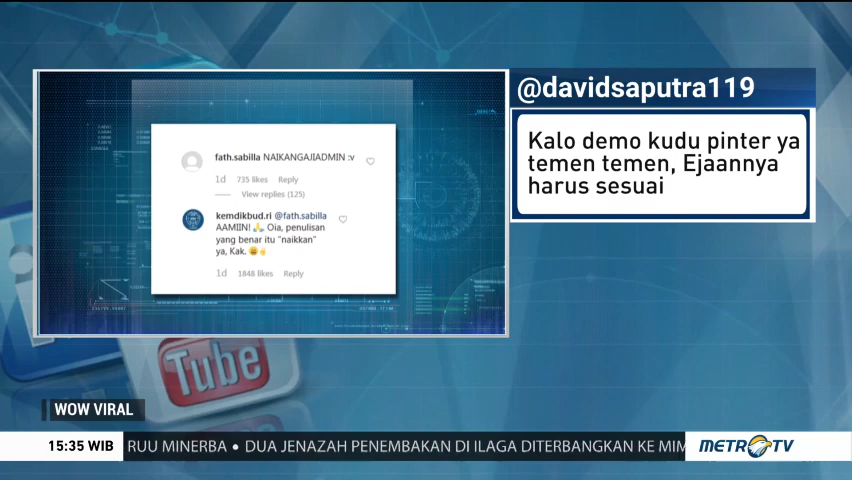 @davidsaputra119
Kalo demo kudu pinter ya
temen temen, Ejaannya
harus sesuai
fath.sabilla NAIKANGAJIADMIN :v
1d 735 likes Reply
View replies (125)
kemdikbud.ri @fath.sabilla
AAMIIN! 🙏 Oia, penulisan
yang benar itu "naikkan"
ya, Kak.
1d 1848 likes Reply
Tube
WOW VIRAL
15:35 WIB RUU MINERBA • DUA JENAZAH PENEMBAKAN DI ILAGA DITERBANGKAN KE MIM
METRO TV